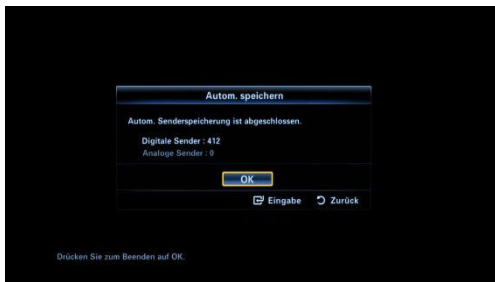 Autom. speichern
Autom. Senderspeicherung ist abgeschlossen.
Digitale Sender : 412
Analoge Sender : 0
OK
Eingabe Zurück
Drücken Sie zum Beenden auf OK.